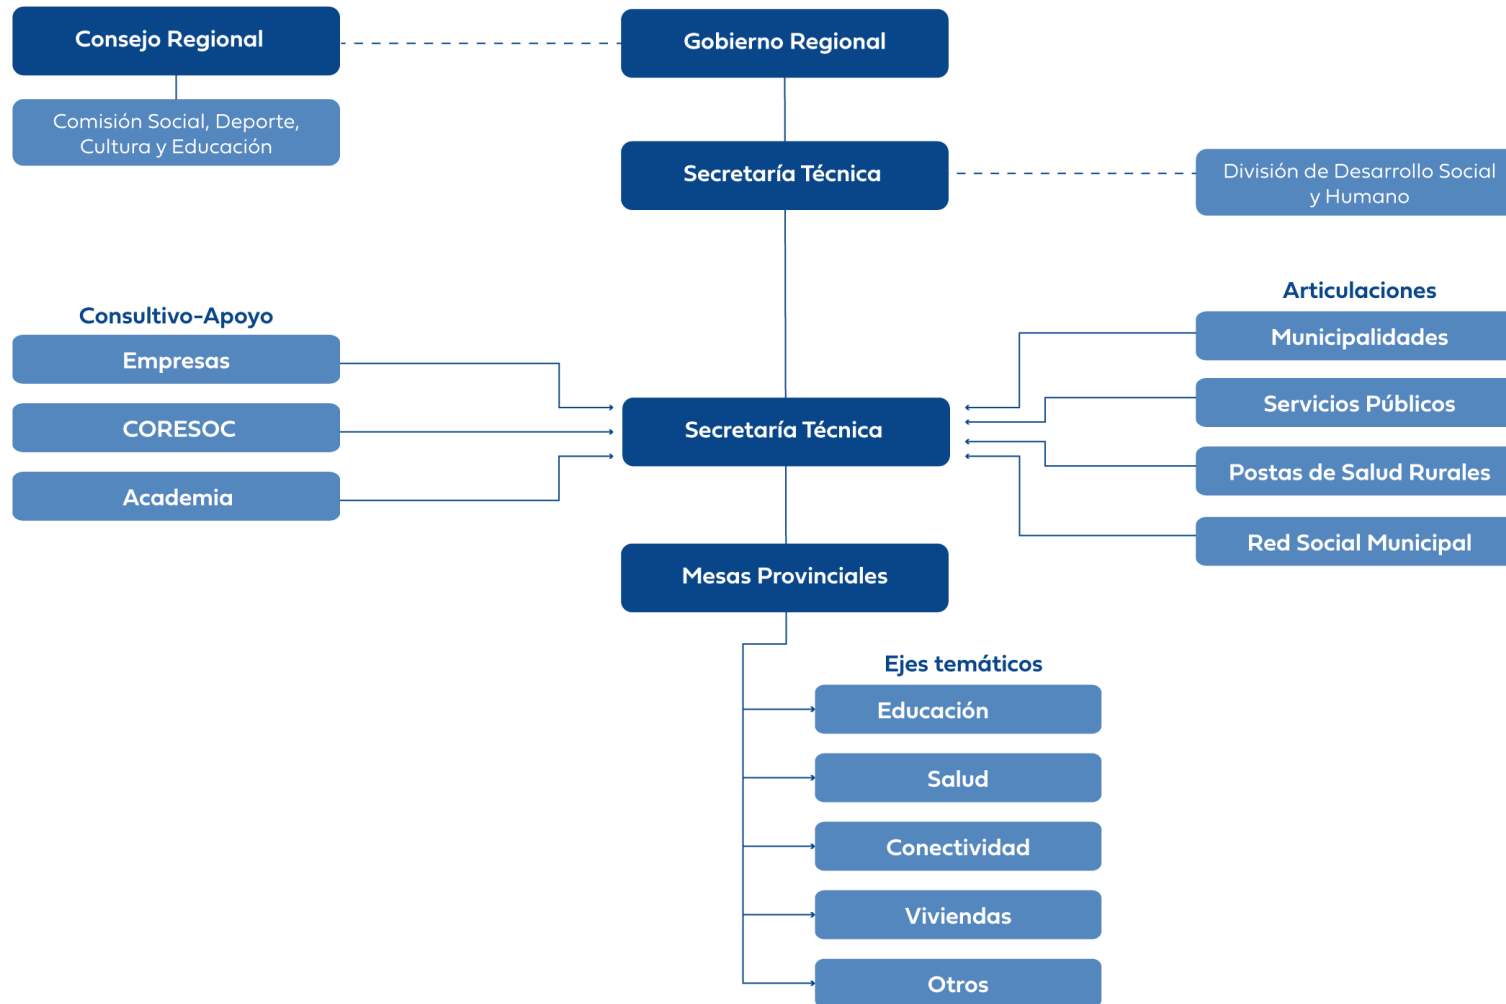 Consejo Regional
Gobierno Regional
Comisión Social, Deporte,
Cultura y Educación
Secretaría Técnica
División de Desarrollo Social
y Humano
Consultivo-Apoyo
Empresas
CORESOC
Academia
Articulaciones
Municipalidades
Servicios Públicos
Postas de Salud Rurales
Red Social Municipal
Secretaría Técnica
Mesas Provinciales
Ejes temáticos
Educación
Salud
Conectividad
Viviendas
Otros